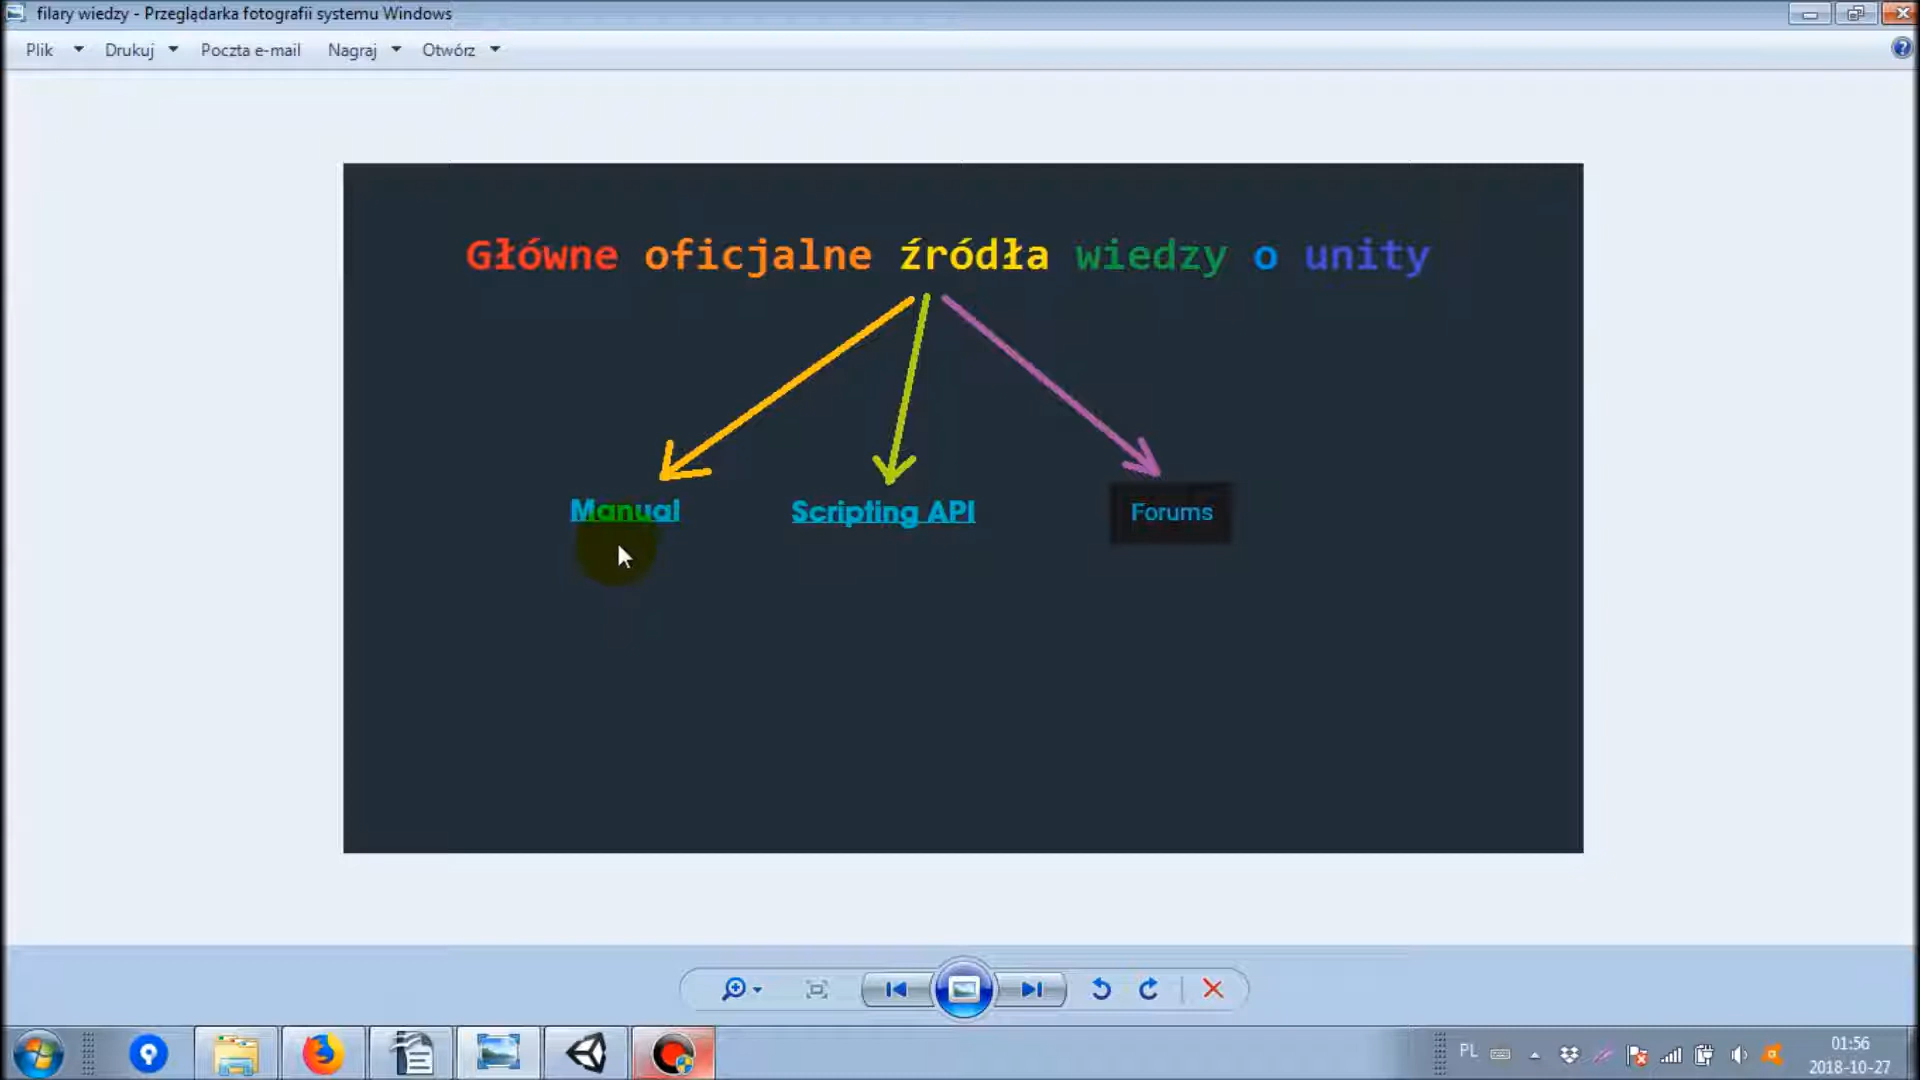 filary wiedzy - Przeglądarka fotografii systemu Windows
Plik Drukuj Poczta e-mail Nagraj Otwórz
Główne oficjalne źródła wiedzy o unity
Manual Scripting API Forums
PL 01:56
2018-10-27